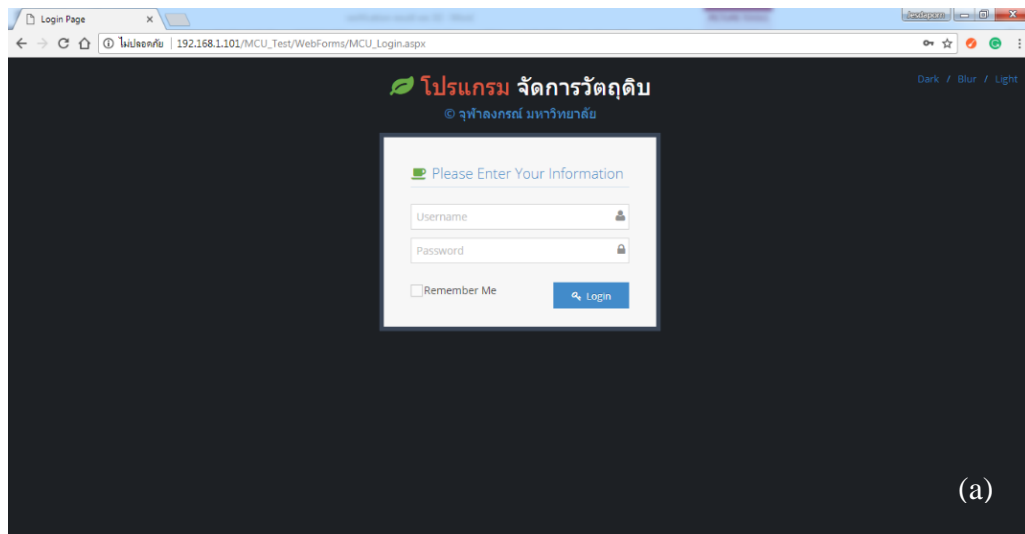 Login Page
ไม่ปลอดภัย | 192.168.1.101/MCU_Test/WebForms/MCU_Login.aspx
โปรแกรม จัดการวัตถุดิบ
Dark / Blur / Light
© จุฬาลงกรณ์ มหาวิทยาลัย
Please Enter Your Information
Username
Password
Remember Me
Login
(a)